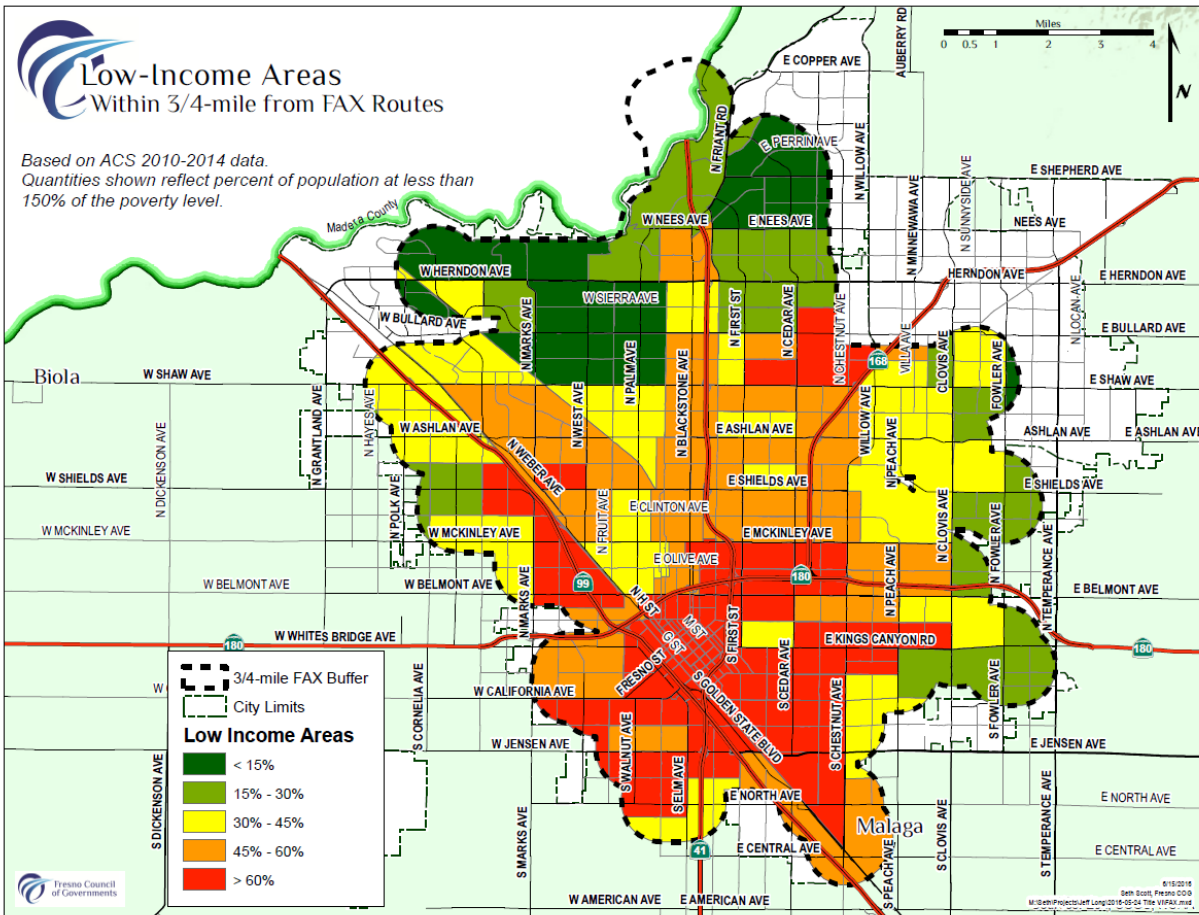 Low-Income Areas
Within 3/4-mile from FAX Routes
Based on ACS 2010-2014 data.
Quantities shown reflect percent of population at less than
150% of the poverty level.
Miles
0 0.5 1 2 3 4
N
AUBERRY RD
E COPPER AVE
N FRIANT RD
E PERRIN AVE
N WILLOW AVE
N MINNEWAWA AVE
N SUNNYSIDE AVE
E SHEPHERD AVE
Madera County
W NEES AVE
E NEES AVE
NEES AVE
W HERNDON AVE
HERNDON AVE
E HERNDON AVE
W SIERRA AVE
N LOCAN AVE
W BULLARD AVE
N MARKS AVE
N FIRST ST
N CEDAR AVE
N CHESTNUT AVE
VILLA AVE
E BULLARD AVE
168
CLOVIS AVE
FOWLER AVE
Biola
W SHAW AVE
N PALM AVE
E SHAW AVE
N GRANTLAND AVE
N HAYES AVE
N WEST AVE
N BLACKSTONE AVE
WILLOW AVE
W ASHLAN AVE
E ASHLAN AVE
ASHLAN AVE
E ASHLAN AVE
N DICKENSON AVE
N WEBER AVE
N PEACH AVE
W SHIELDS AVE
E SHIELDS AVE
E SHIELDS AVE
N POLK AVE
N FRUIT AVE
E CLINTON AVE
N CLOVIS AVE
W MCKINLEY AVE
W MCKINLEY AVE
E MCKINLEY AVE
N FOWLER AVE
N TEMPERANCE AVE
E OLIVE AVE
W BELMONT AVE
W BELMONT AVE
N MARKS AVE
99
180
N PEACH AVE
E BELMONT AVE
N H ST
M ST
G ST
S FIRST ST
W WHITES BRIDGE AVE
180
E KINGS CANYON RD
180
FRESNO ST
S CEDAR AVE
W CALIFORNIA AVE
S GOLDEN STATE BLVD
S CORNELIA AVE
S WALNUT AVE
S CHESTNUT AVE
S FOWLER AVE
W JENSEN AVE
E JENSEN AVE
S ELM AVE
S DICKENSON AVE
E NORTH AVE
E NORTH AVE
S MARKS AVE
Malaga
S CLOVIS AVE
S TEMPERANCE AVE
41
E CENTRAL AVE
E CENTRAL AVE
S PEACH AVE
W AMERICAN AVE
E AMERICAN AVE
3/4-mile FAX Buffer
City Limits
Low Income Areas
< 15%
15% - 30%
30% - 45%
45% - 60%
> 60%
Fresno Council
of Governments
6/15/2016
Seth Scott, Fresno COG